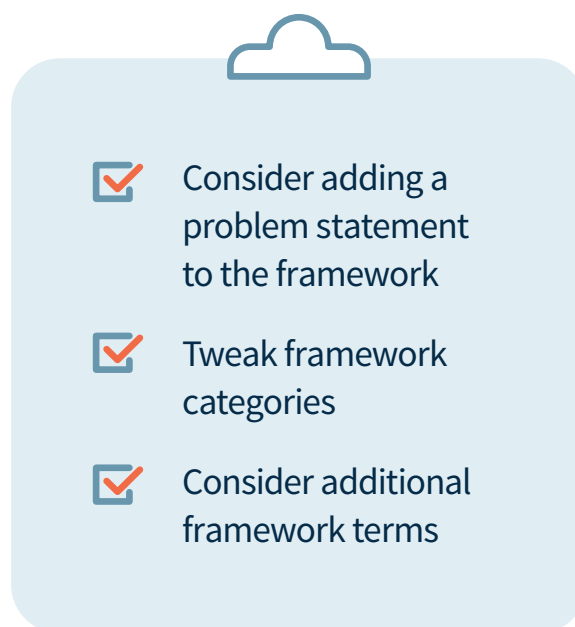 Consider adding a
problem statement
to the framework
Tweak framework
categories
Consider additional
framework terms